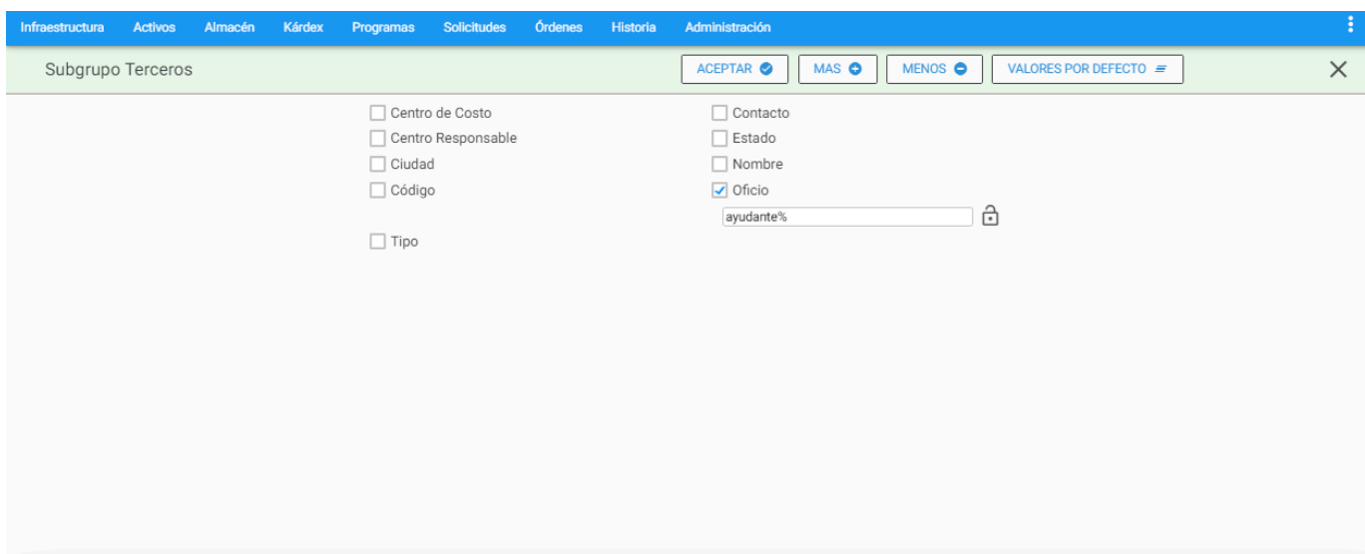 Infraestructura Activos Almacén Kárdex Programas Solicitudes Órdenes Historia Administración
Subgrupo Terceros ACEPTAR MAS MENOS VALORES POR DEFECTO
Centro de Costo Contacto
Centro Responsable Estado
Ciudad Nombre
Código Oficio
ayudante%
Tipo